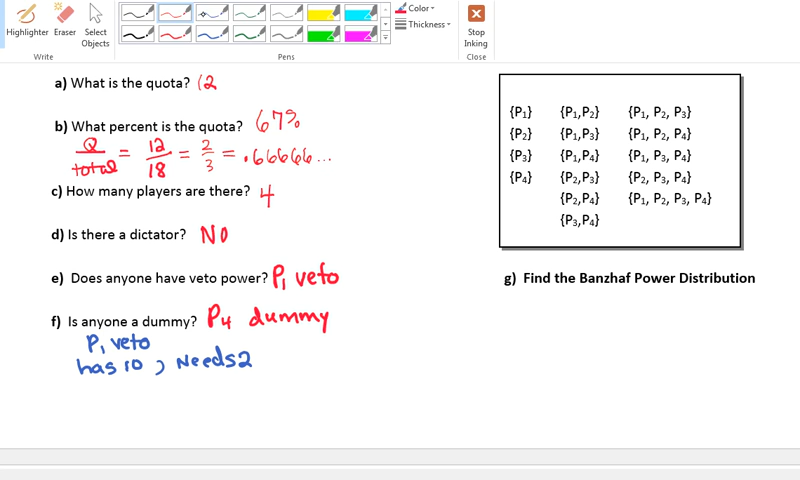 Color
Thickness
Highlighter Eraser Select Objects
Stop Inking
Write Pens Close
a) What is the quota? 12
b) What percent is the quota? 67%
Q/total = 12/18 = 2/3 = .66666...
c) How many players are there? 4
d) Is there a dictator? NO
e) Does anyone have veto power? P1 veto
f) Is anyone a dummy? P4 dummy
P1 veto
has 10, Needs 2
{P1} {P1,P2} {P1, P2, P3}
{P2} {P1,P3} {P1, P2, P4}
{P3} {P1,P4} {P1, P3, P4}
{P4} {P2,P3} {P2, P3, P4}
{P2,P4} {P1, P2, P3, P4}
{P3,P4}
g) Find the Banzhaf Power Distribution